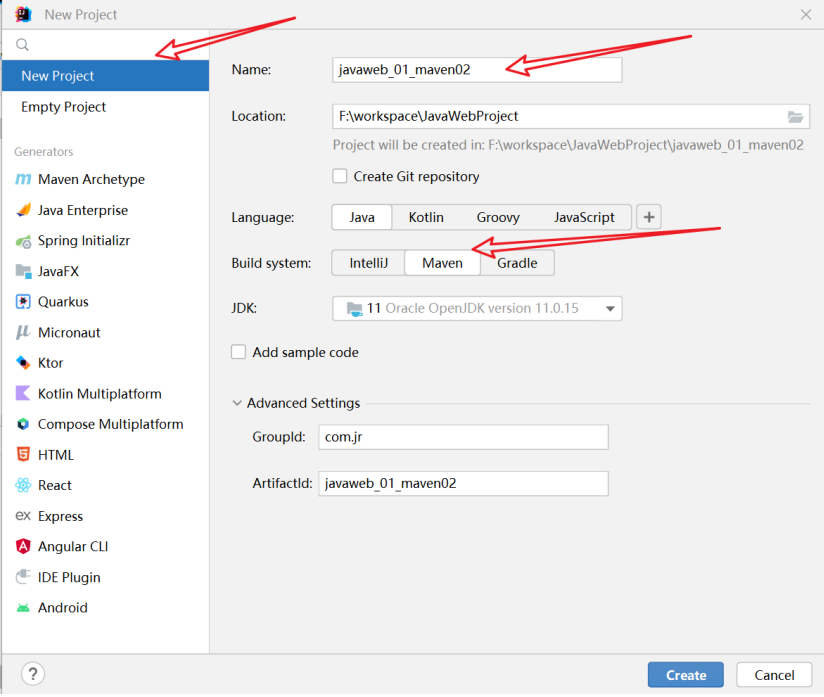 New Project
New Project
Empty Project
Generators
Maven Archetype
Java Enterprise
Spring Initializr
JavaFX
Quarkus
Micronaut
Ktor
Kotlin Multiplatform
Compose Multiplatform
HTML
React
ex Express
Angular CLI
IDE Plugin
Android
Name: javaweb_01_maven02
Location: F:\workspace\JavaWebProject
Project will be created in: F:\workspace\JavaWebProject\javaweb_01_maven02
Create Git repository
Language: Java Kotlin Groovy JavaScript +
Build system: IntelliJ Maven Gradle
JDK: 11 Oracle OpenJDK version 11.0.15
Add sample code
Advanced Settings
GroupId: com.jr
ArtifactId: javaweb_01_maven02
? Create Cancel